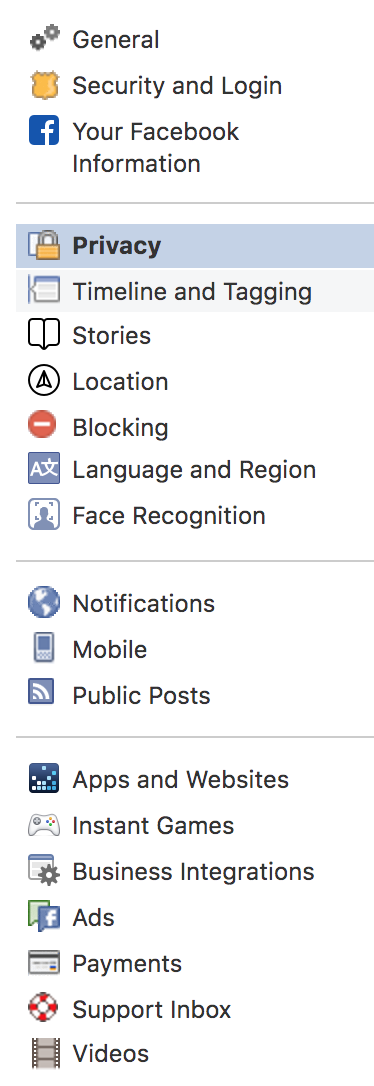 General
Security and Login
Your Facebook
Information
Privacy
Timeline and Tagging
Stories
Location
Blocking
Language and Region
Face Recognition
Notifications
Mobile
Public Posts
Apps and Websites
Instant Games
Business Integrations
Ads
Payments
Support Inbox
Videos